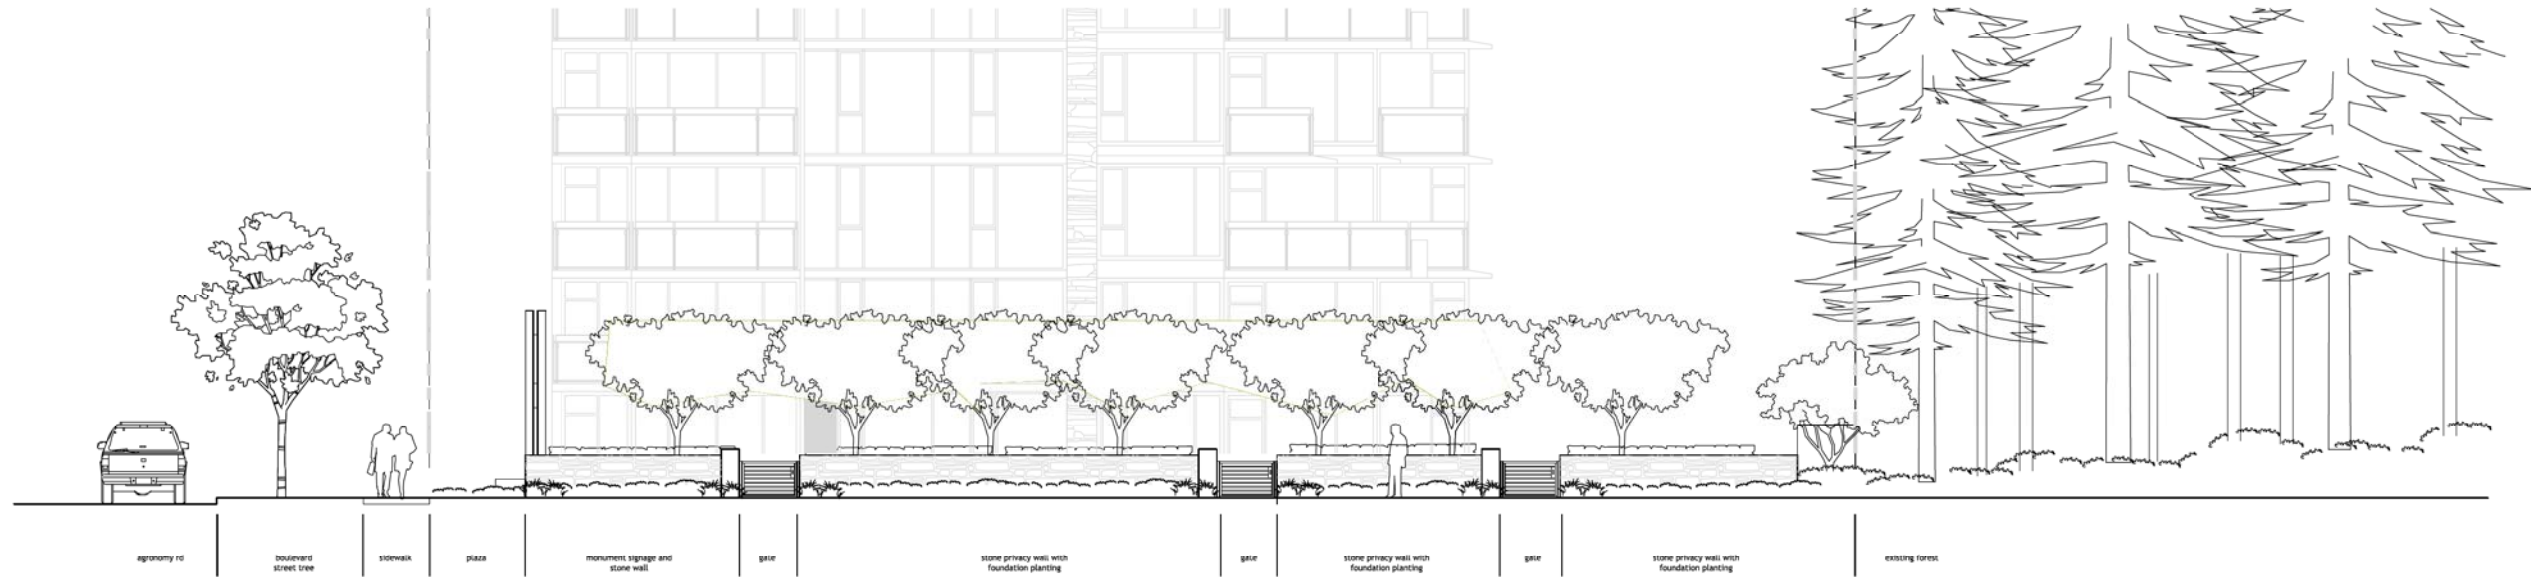 agronomy rd
boulevard
street tree
sidewalk
plaza
monument signage and
stone wall
gate
stone privacy wall with
foundation planting
gate
stone privacy wall with
foundation planting
gate
stone privacy wall with
foundation planting
existing forest